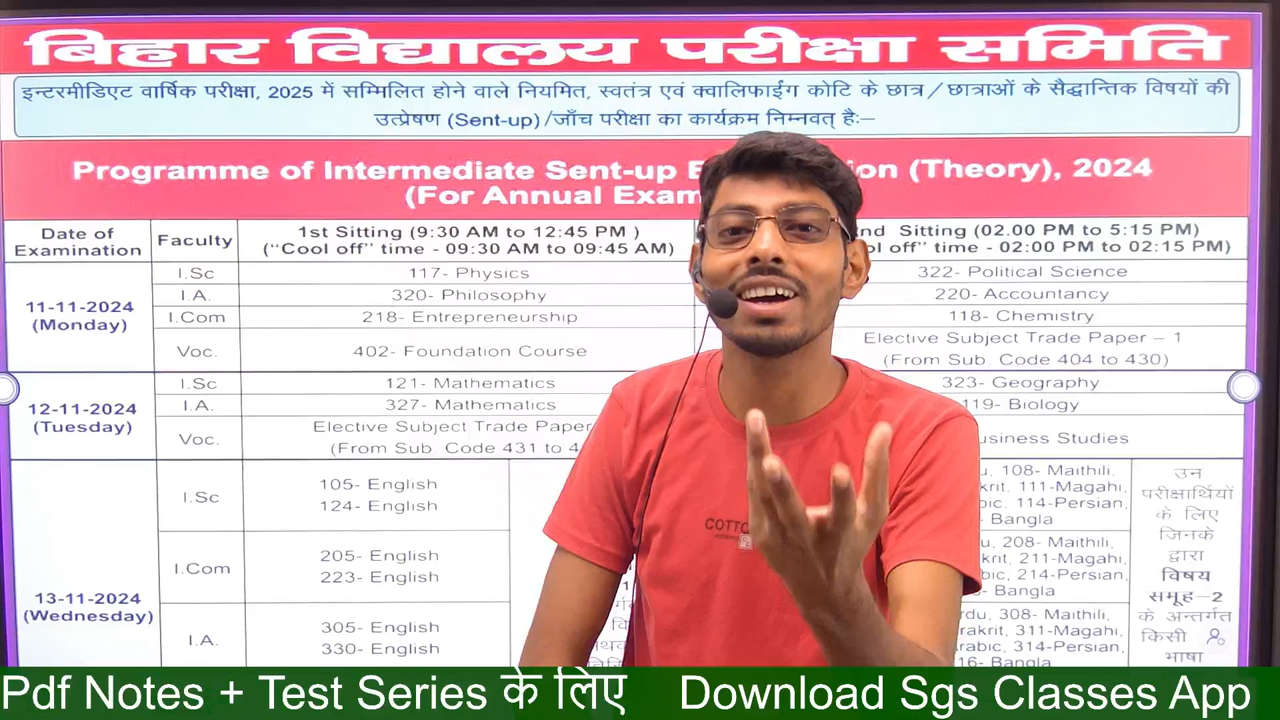 बिहार विद्यालय परीक्षा समिति
इन्टरमीडिएट वार्षिक परीक्षा, 2025 में सम्मिलित होने वाले नियमित, स्वतंत्र एवं क्वालिफाईंग कोटि के छात्र/छात्राओं के सैद्धान्तिक विषयों की
उत्प्रेषण (Sent-up)/जाँच परीक्षा का कार्यक्रम निम्नवत् है:–
Programme of Intermediate Sent-up (Theory), 2024
(For Annual
Date of Examination Faculty 1st Sitting (9:30 AM to 12:45 PM ) Sitting (02.00 PM to 5:15 PM)
(“Cool off” time - 09:30 AM to 09:45 AM) off” time - 02:00 PM to 02:15 PM)
11-11-2024 (Monday)
I.Sc 117- Physics 322- Political Science
I.A. 320- Philosophy 220- Accountancy
I.Com 218- Entrepreneurship 118- Chemistry
Voc. 402- Foundation Course Elective Subject Trade Paper – 1
(From Sub. Code 404 to 430)
12-11-2024 (Tuesday)
I.Sc 121- Mathematics 323- Geography
I.A. 327- Mathematics 119- Biology
Voc. Elective Subject Trade Paper Studies
(From Sub. Code 431 to
13-11-2024 (Wednesday)
I.Sc 105- English 108- Maithili,
124- English 111-Magahi,
114-Persian,
Bangla
I.Com 205- English 208- Maithili,
223- English 211-Magahi,
214-Persian,
Bangla
I.A. 305- English 308- Maithili,
330- English 311-Magahi,
314-Persian,
Bangla
उन
परीक्षार्थियों
के लिए
जिनके
द्वारा
विषय
समूह–2
के अन्तर्गत
किसी
भाषा
Pdf Notes + Test Series के लिए Download Sgs Classes App